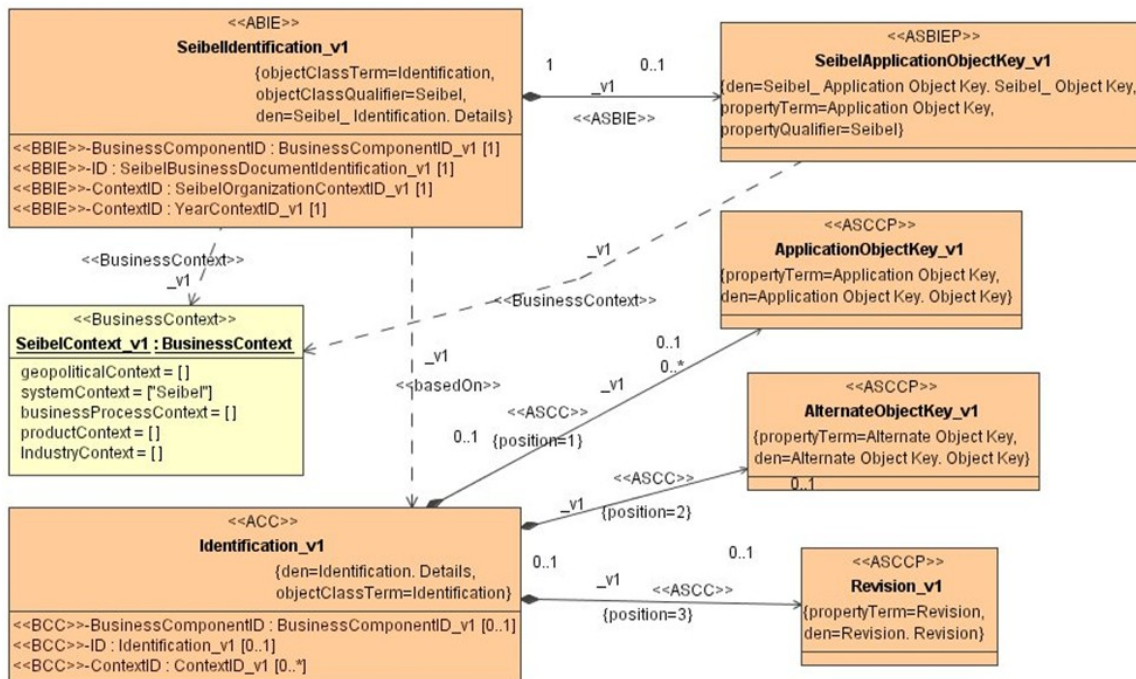 <<ABIE>>
SeibelIdentification_v1
{objectClassTerm=Identification,
objectClassQualifier=Seibel,
den=Seibel_ Identification. Details}
<<BBIE>>-BusinessComponentID : BusinessComponentID_v1 [1]
<<BBIE>>-ID : SeibelBusinessDocumentIdentification_v1 [1]
<<BBIE>>-ContextID : SeibelOrganizationContextID_v1 [1]
<<BBIE>>-ContextID : YearContextID_v1 [1]
1
0..1
_v1
<<ASBIE>>
<<ASBIEP>>
SeibelApplicationObjectKey_v1
{den=Seibel_ Application Object Key. Seibel_ Object Key,
propertyTerm=Application Object Key,
propertyQualifier=Seibel}
<<BusinessContext>>
_v1
_v1
<<BusinessContext>>
<<BusinessContext>>
SeibelContext_v1 : BusinessContext
geopoliticalContext = []
systemContext = ["Seibel"]
businessProcessContext = []
productContext = []
IndustryContext = []
_v1
<<basedOn>>
<<ASCCP>>
ApplicationObjectKey_v1
{propertyTerm=Application Object Key,
den=Application Object Key. Object Key}
0..1
0..*
_v1
<<ASCC>>
0..1
{position=1}
<<ASCCP>>
AlternateObjectKey_v1
{propertyTerm=Alternate Object Key,
den=Alternate Object Key. Object Key}
0..1
<<ASCC>>
_v1
{position=2}
<<ACC>>
Identification_v1
{den=Identification. Details,
objectClassTerm=Identification}
<<BCC>>-BusinessComponentID : BusinessComponentID_v1 [0..1]
<<BCC>>-ID : Identification_v1 [0..1]
<<BCC>>-ContextID : ContextID_v1 [0..*]
0..1
0..1
_v1
<<ASCC>>
{position=3}
<<ASCCP>>
Revision_v1
{propertyTerm=Revision,
den=Revision. Revision}